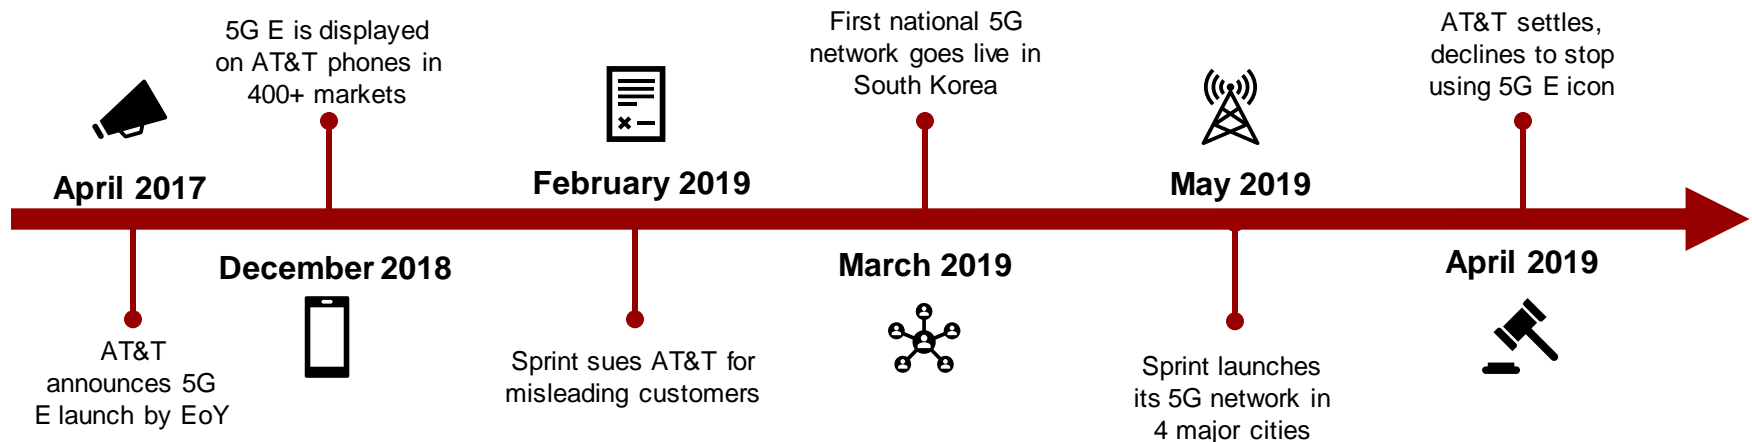 April 2017
AT&T
announces 5G
E launch by EoY
5G E is displayed
on AT&T phones in
400+ markets
December 2018
February 2019
Sprint sues AT&T for
misleading customers
First national 5G
network goes live in
South Korea
March 2019
May 2019
Sprint launches
its 5G network in
4 major cities
AT&T settles,
declines to stop
using 5G E icon
April 2019